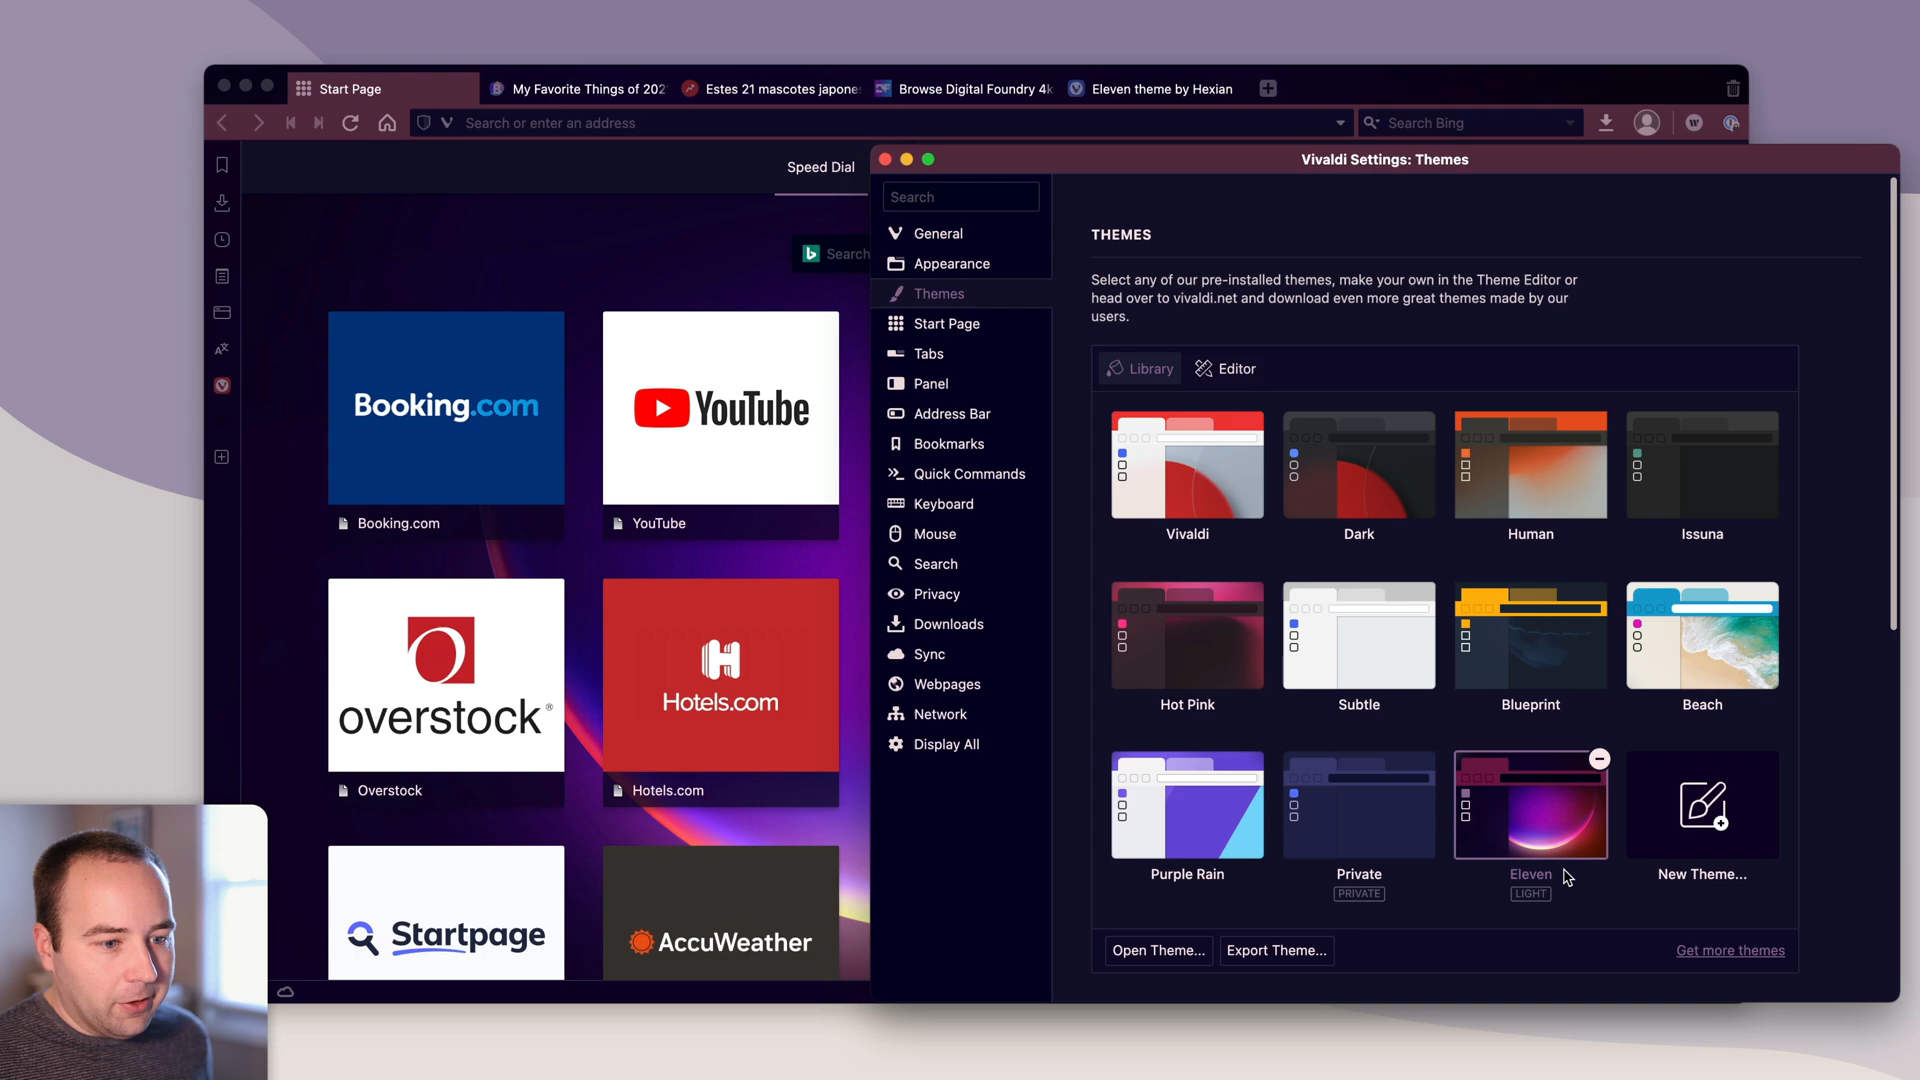 Start Page
My Favorite Things of 202
Estes 21 mascotes japones
Browse Digital Foundry 4k
Eleven theme by Hexian
Search or enter an address
Search Bing
Speed Dial
Search
Booking.com
Booking.com
YouTube
YouTube
overstock®
Overstock
Hotels.com
Hotels.com
Startpage
AccuWeather
Vivaldi Settings: Themes
Search
General
Appearance
Themes
Start Page
Tabs
Panel
Address Bar
Bookmarks
Quick Commands
Keyboard
Mouse
Search
Privacy
Downloads
Sync
Webpages
Network
Display All
THEMES
Select any of our pre-installed themes, make your own in the Theme Editor or
head over to vivaldi.net and download even more great themes made by our
users.
Library
Editor
Vivaldi
Dark
Human
Issuna
Hot Pink
Subtle
Blueprint
Beach
Purple Rain
Private
PRIVATE
Eleven
LIGHT
New Theme...
Open Theme...
Export Theme...
Get more themes